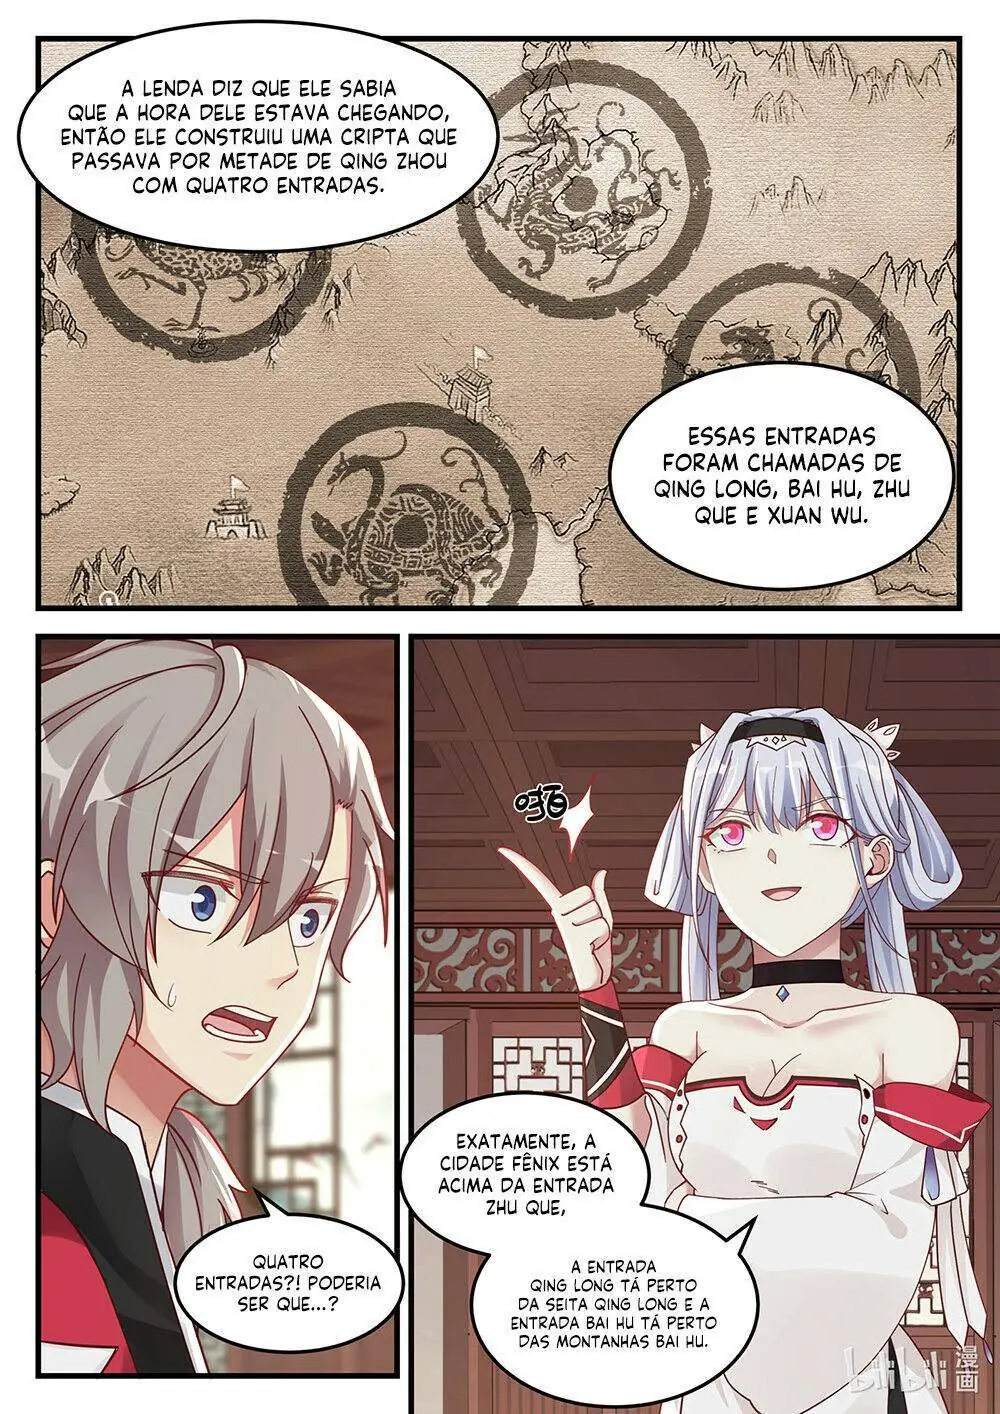 A LENDA DIZ QUE ELE SABIA
QUE A HORA DELE ESTAVA CHEGANDO,
ENTÃO ELE CONSTRUIU UMA CRIPTA QUE
PASSAVA POR METADE DE QING ZHOU
COM QUATRO ENTRADAS.
ESSAS ENTRADAS
FORAM CHAMADAS DE
QING LONG, BAI HU, ZHU
QUE E XUAN WU.
QUATRO
ENTRADAS?! PODERIA
SER QUE...?
啪
EXATAMENTE, A
CIDADE FÊNIX ESTÁ
ACIMA DA ENTRADA
ZHU QUE,
A ENTRADA
QING LONG TÁ PERTO
DA SEITA QING LONG E A
ENTRADA BAI HU TÁ PERTO
DAS MONTANHAS BAI HU.
bilibili 漫画